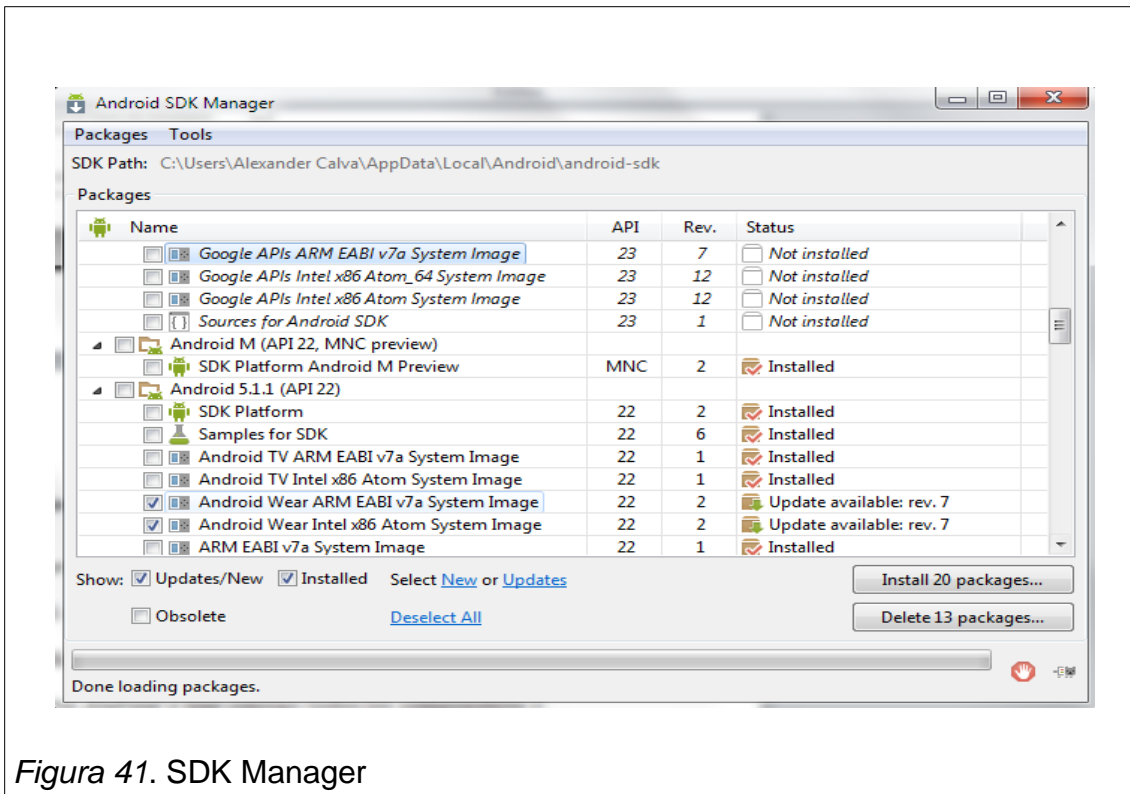 Android SDK Manager
Packages Tools
SDK Path: C:\Users\Alexander Calva\AppData\Local\Android\android-sdk
Packages
Name API Rev. Status
Google APIs ARM EABI v7a System Image 23 7 Not installed
Google APIs Intel x86 Atom_64 System Image 23 12 Not installed
Google APIs Intel x86 Atom System Image 23 12 Not installed
Sources for Android SDK 23 1 Not installed
Android M (API 22, MNC preview)
SDK Platform Android M Preview MNC 2 Installed
Android 5.1.1 (API 22)
SDK Platform 22 2 Installed
Samples for SDK 22 6 Installed
Android TV ARM EABI v7a System Image 22 1 Installed
Android TV Intel x86 Atom System Image 22 1 Installed
Android Wear ARM EABI v7a System Image 22 2 Update available: rev. 7
Android Wear Intel x86 Atom System Image 22 2 Update available: rev. 7
ARM EABI v7a System Image 22 1 Installed
Show: Updates/New Installed Select New or Updates Install 20 packages...
Obsolete Deselect All Delete 13 packages...
Done loading packages.
Figura 41. SDK Manager